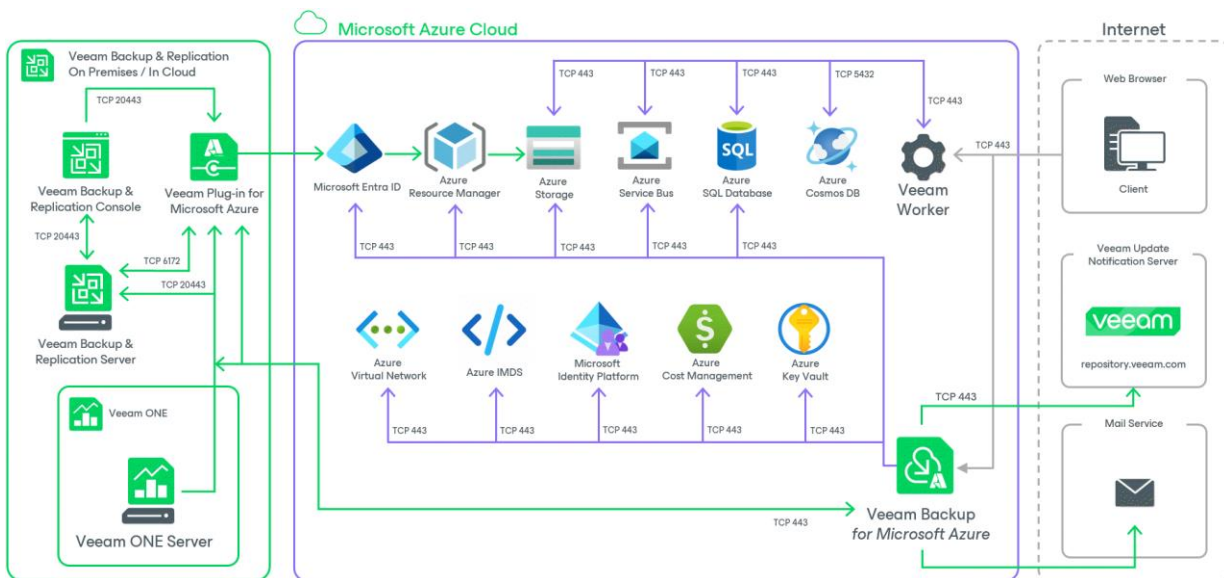 Microsoft Azure Cloud
Internet
Veeam Backup & Replication
On Premises / In Cloud
TCP 20443
Veeam Backup &
Replication Console
Veeam Plug-in for
Microsoft Azure
TCP 20443
TCP 6172
TCP 20443
Veeam Backup &
Replication Server
Veeam ONE
Veeam ONE Server
TCP 443
TCP 443
TCP 443
TCP 5432
TCP 443
Microsoft Entra ID
Azure
Resource Manager
Azure
Storage
Azure
Service Bus
SQL
Azure
SQL Database
Azure
Cosmos DB
Veeam
Worker
TCP 443
TCP 443
TCP 443
TCP 443
TCP 443
Azure
Virtual Network
Azure IMDS
Microsoft
Identity Platform
$
Azure
Cost Management
Azure
Key Vault
TCP 443
TCP 443
TCP 443
TCP 443
TCP 443
Veeam Backup
for Microsoft Azure
TCP 443
TCP 443
TCP 443
Web Browser
Client
Veeam Update
Notification Server
veeam
repository.veeam.com
Mail Service